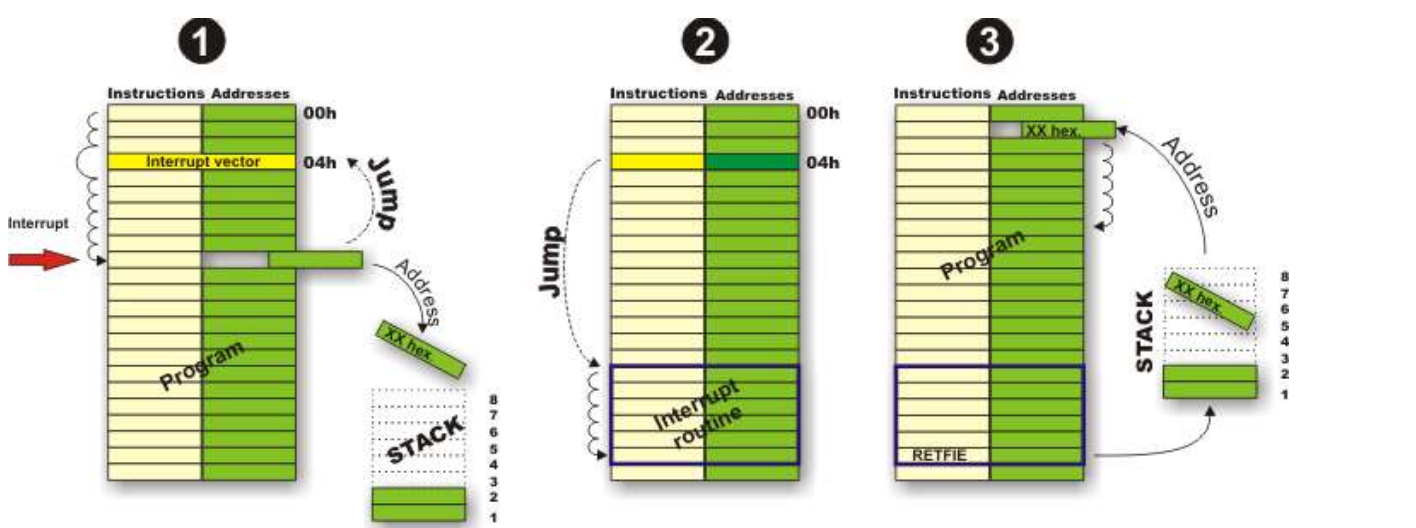 1
2
3
Instructions Addresses
00h
Interrupt vector
04h
Jump
Interrupt
Address
XX hex.
Program
8
7
6
5
4
3
2
1
STACK
Instructions Addresses
00h
04h
Jump
Interrupt
routine
Instructions Addresses
XX hex.
Address
Program
XX hex.
STACK
8
7
6
5
4
3
2
1
RETFIE